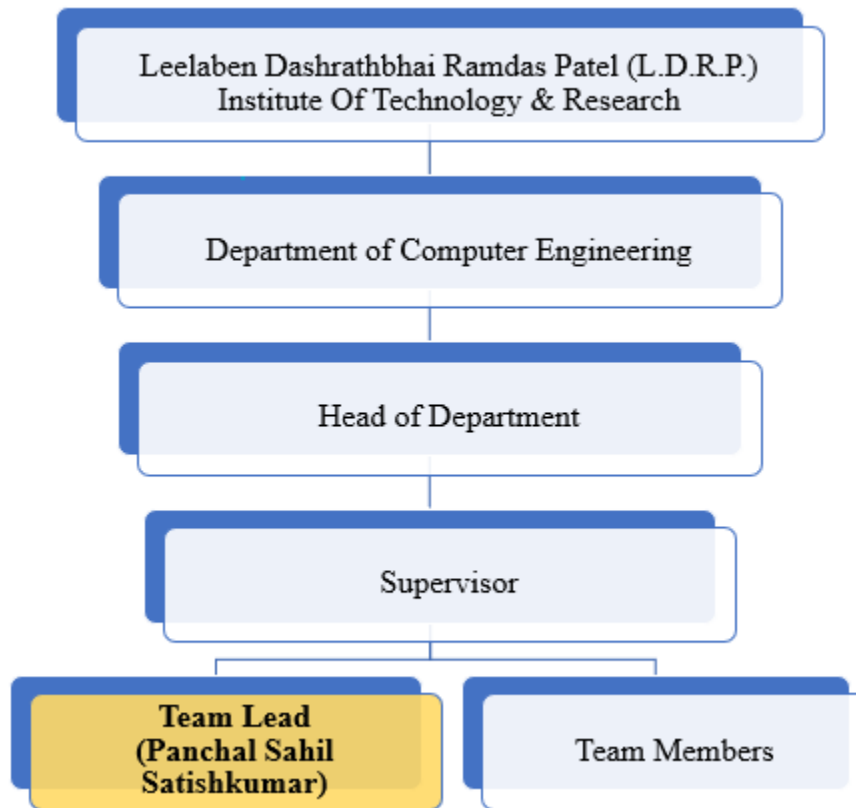 Leelaben Dashrathbhai Ramdas Patel (L.D.R.P.)
Institute Of Technology & Research
Department of Computer Engineering
Head of Department
Supervisor
Team Lead
(Panchal Sahil
Satishkumar)
Team Members